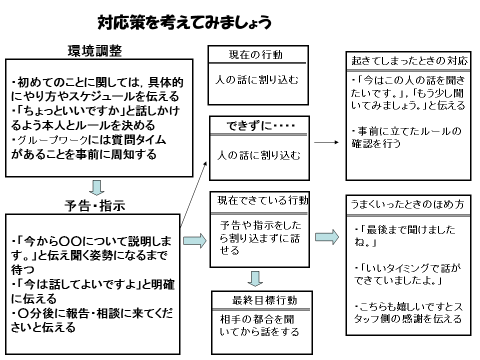 対応策を考えてみましょう
環境調整
・初めてのことに関しては，具体的
にやり方やスケジュールを伝える
・「ちょっといいですか」と話しかけ
るよう本人とルールを決める
・グループワークには質問タイム
があることを事前に周知する
予告・指示
・「今から〇〇について説明しま
す。」と伝え聞く姿勢になるまで
待つ
・「今は話してよいですよ」と明確
に伝える
・〇分後に報告・相談に来てくだ
さいと伝える
現在の行動
人の話に割り込む
できずに・・・・
人の話に割り込む
現在できている行動
予告や指示をした
ら割り込まずに話
せる
最終目標行動
相手の都合を聞
いてから話をする
起きてしまったときの対応
・「今はこの人の話を聞き
たいです。」，「もう少し聞
いてみましょう。」と伝える
・事前に立てたルールの
確認を行う
うまくいったときのほめ方
・「最後まで聞けました
ね。」
・「いいタイミングで話が
できていましたよ。」
・こちらも嬉しいですとス
タッフ側の感謝を伝える